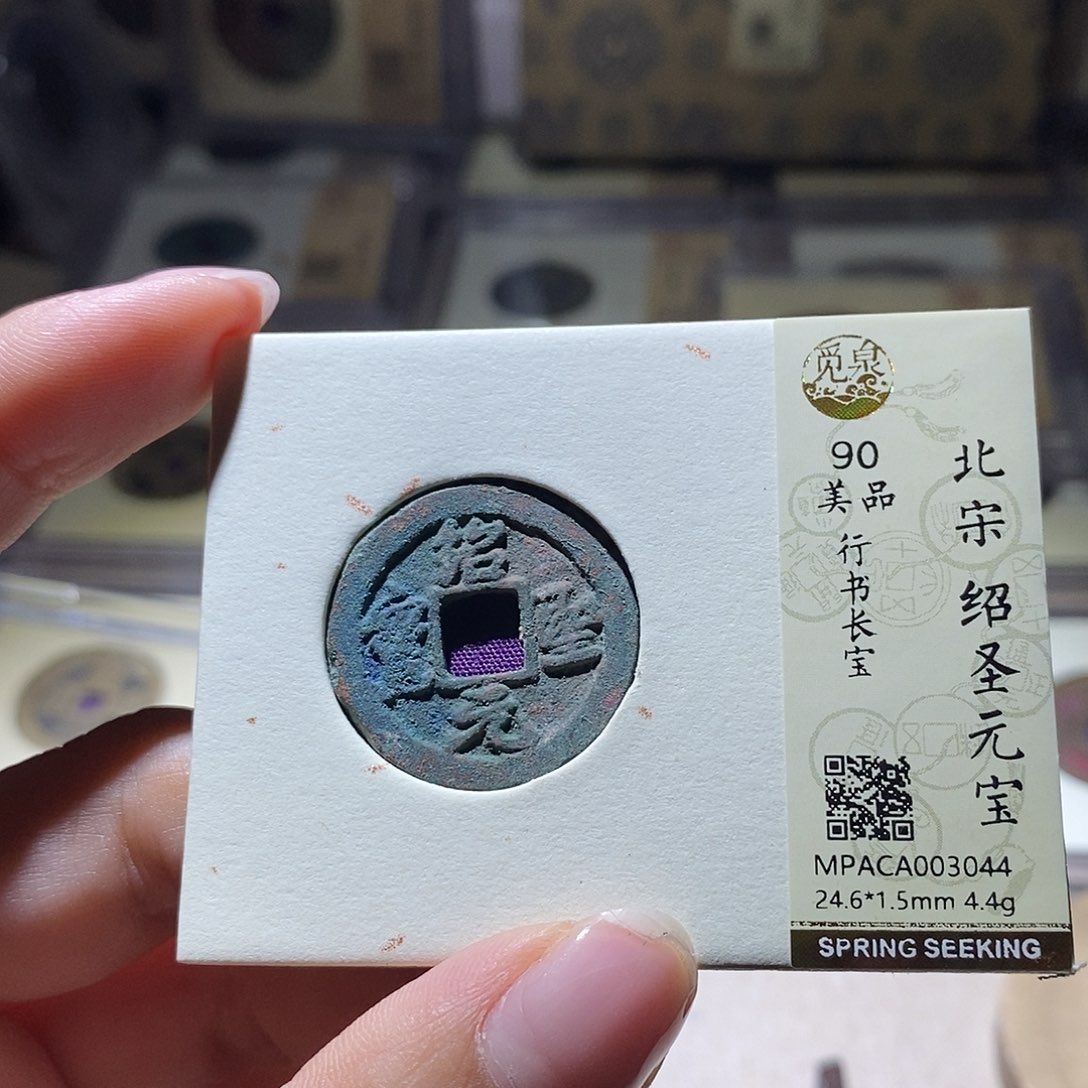 紹聖元寳
觅泉
90
美品
行书长宝
北宋 绍圣元宝
MPACA003044
24.6*1.5mm 4.4g
SPRING SEEKING